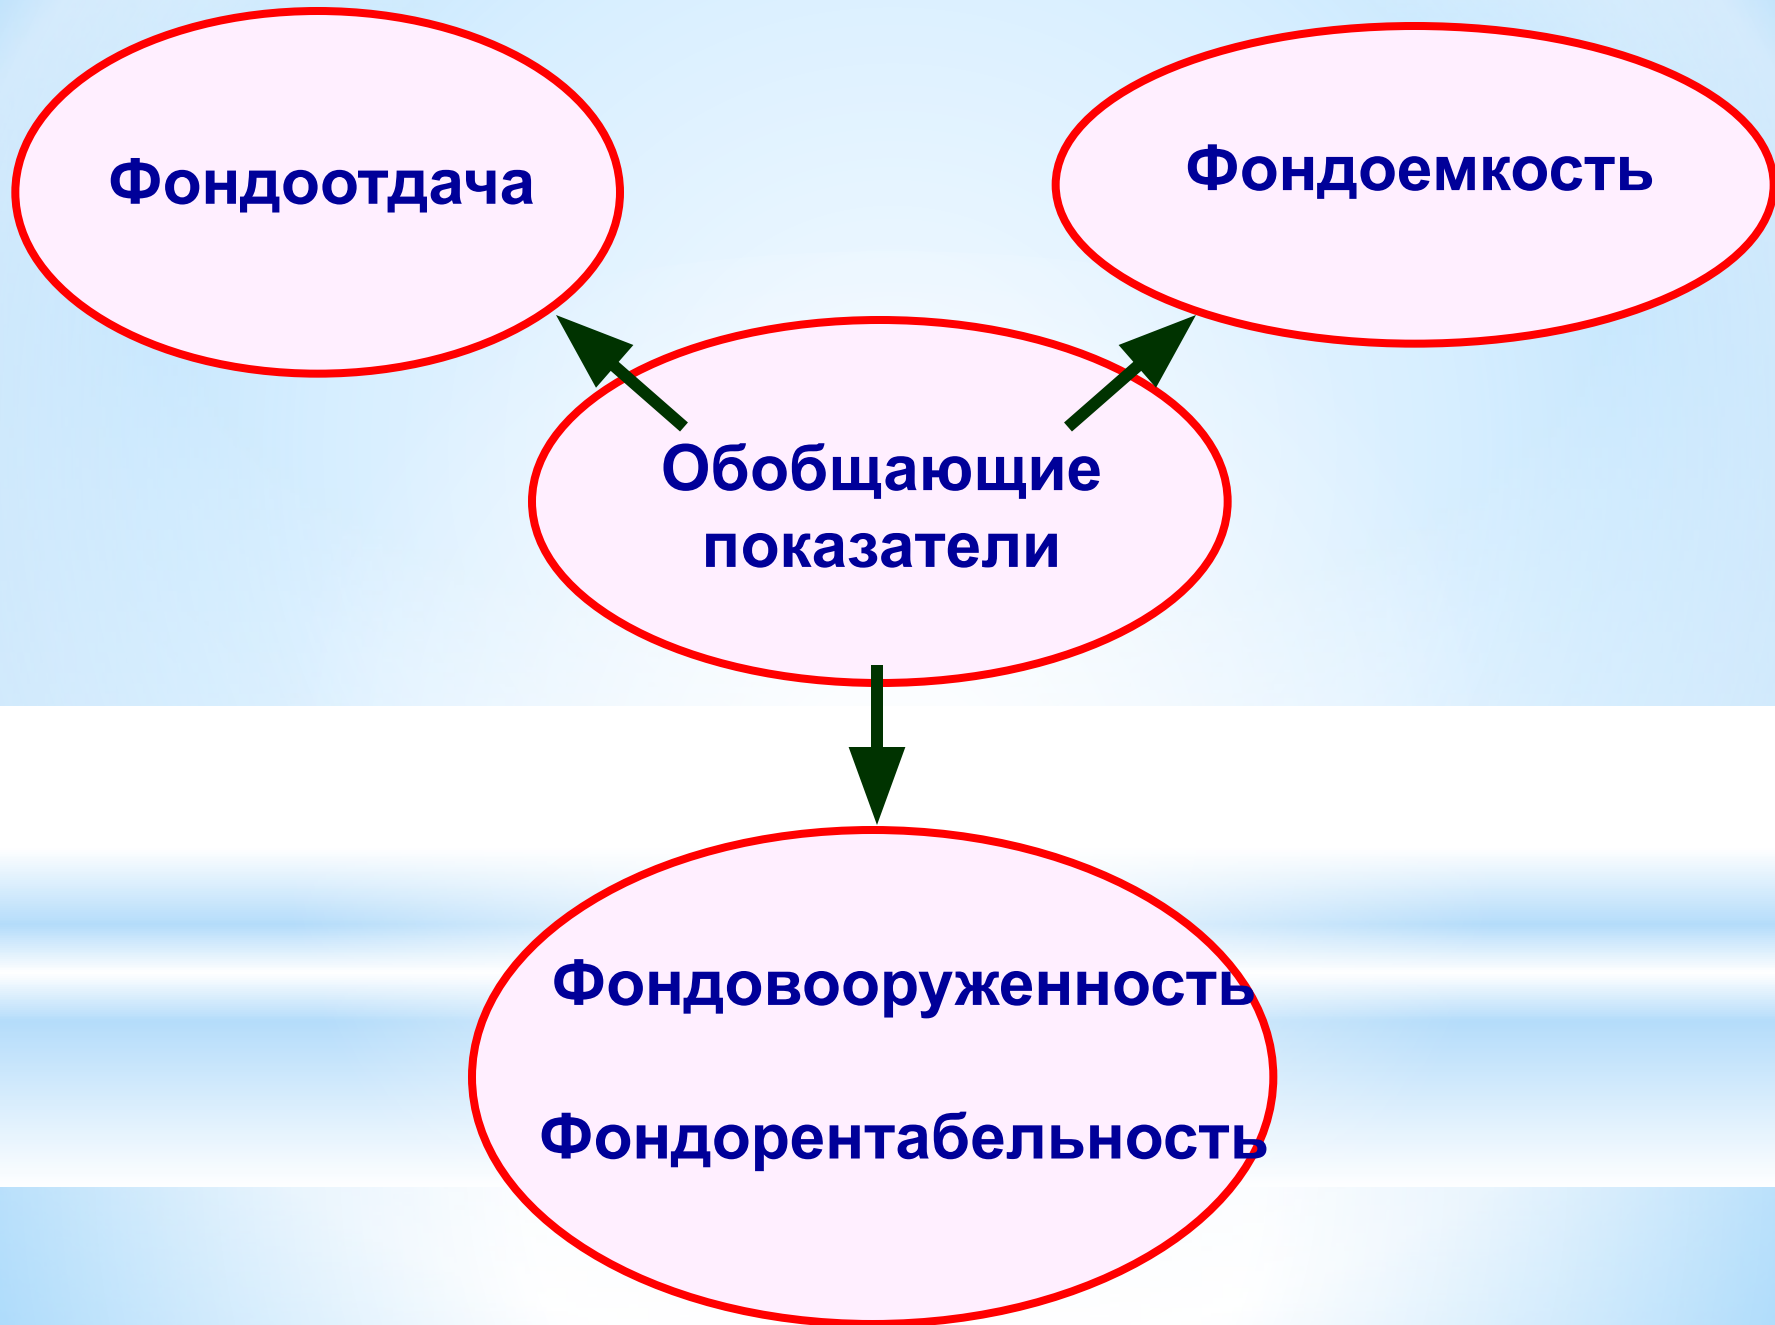 Фондоотдача
Фондоемкость
Обобщающие
показатели
Фондовооруженность
Фондорентабельность